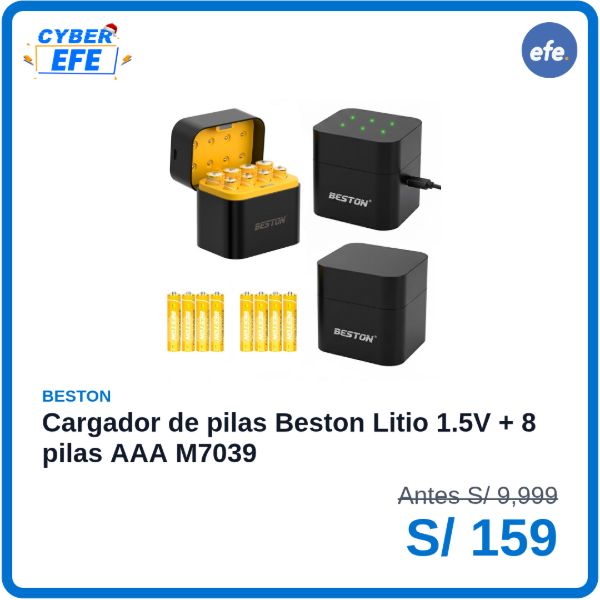 CYBER
EFE
efe.
BESTON
BESTON
BESTON
BESTON
Cargador de pilas Beston Litio 1.5V + 8
pilas AAA M7039
Antes S/ 9,999
S/ 159